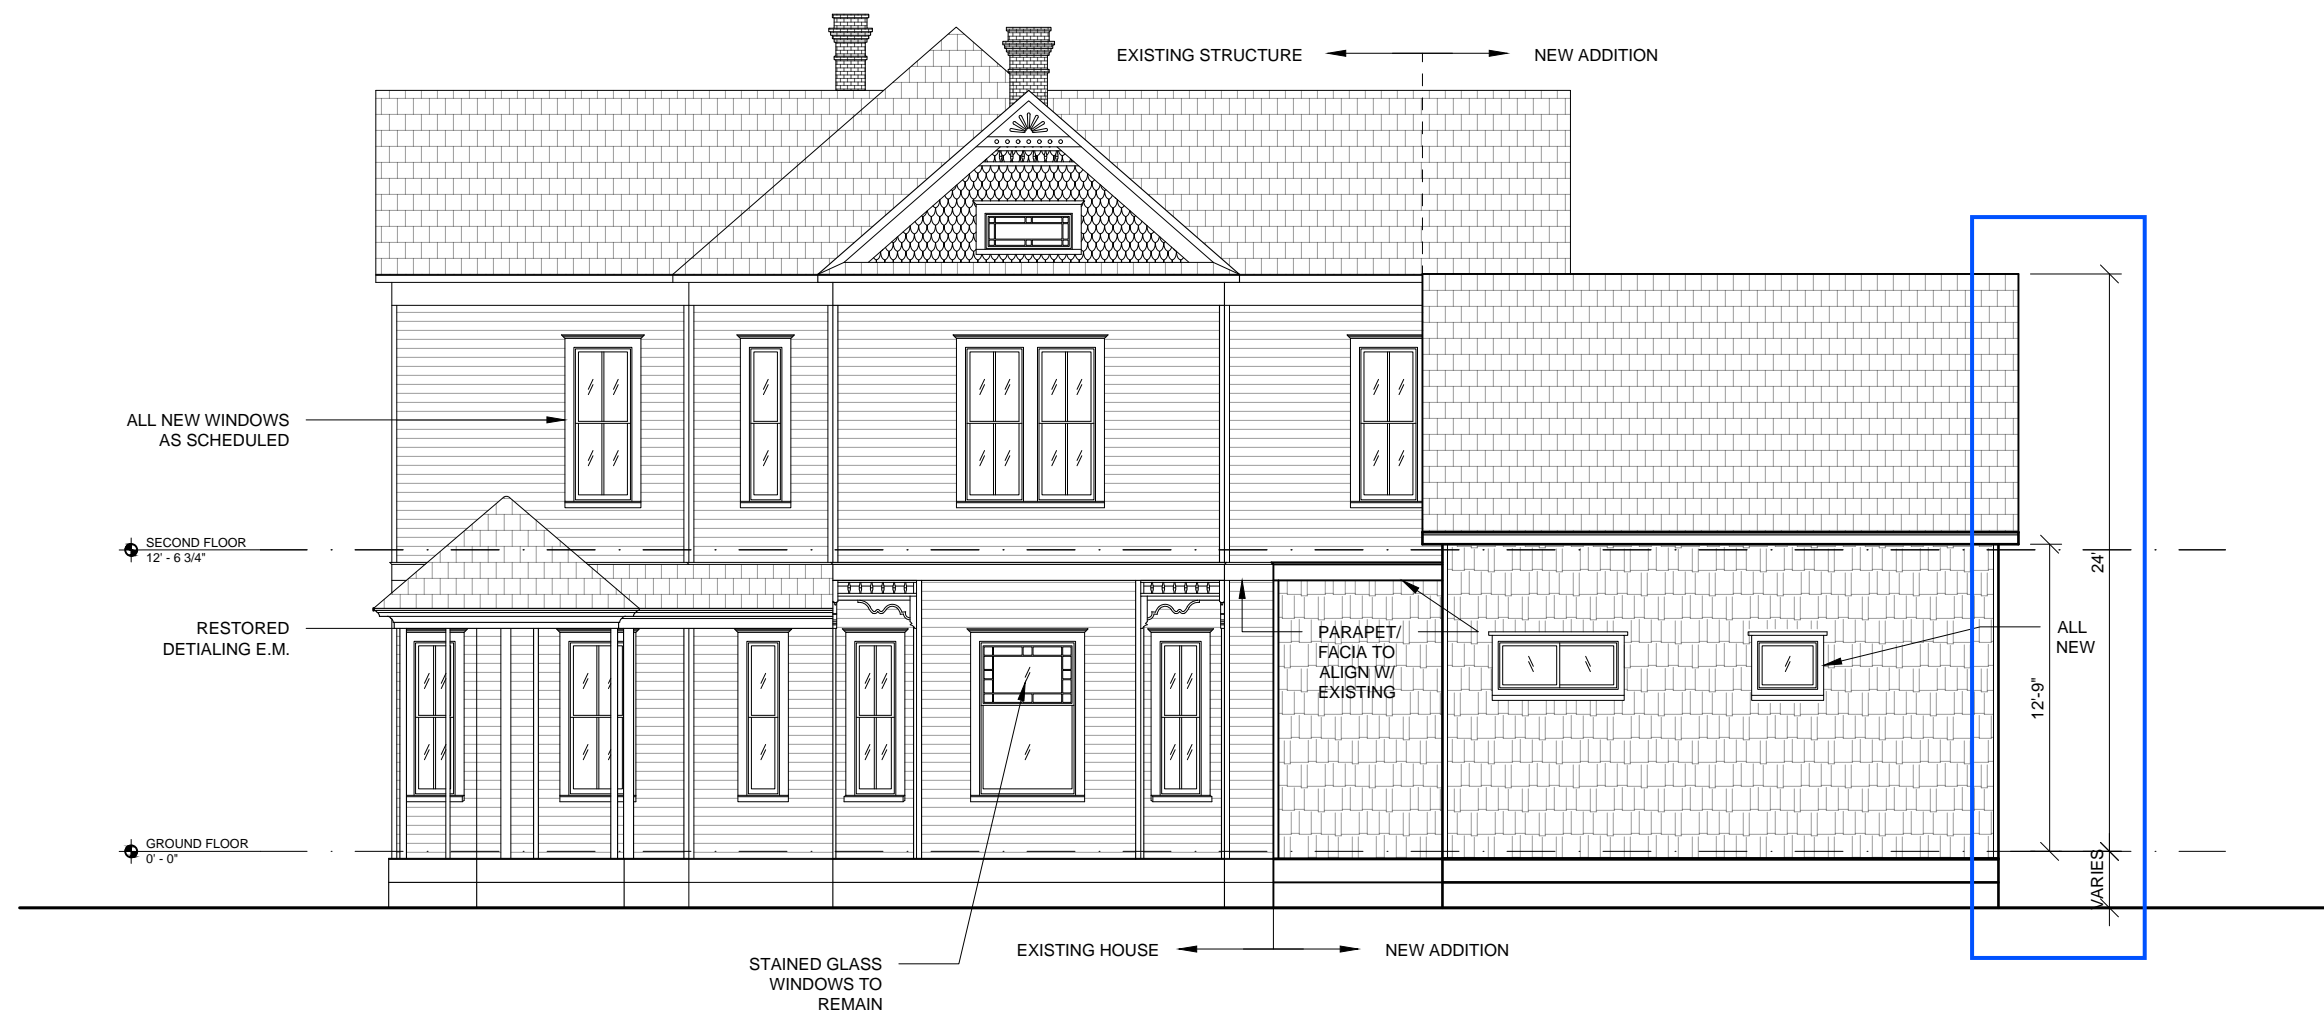 EXISTING STRUCTURE
NEW ADDITION
ALL NEW WINDOWS
AS SCHEDULED
SECOND FLOOR
12' - 6 3/4"
24'
RESTORED
DETIALING E.M.
PARAPET/
FACIA TO
ALIGN W/
EXISTING
ALL
NEW
12'-9"
GROUND FLOOR
0' - 0"
VARIES
EXISTING HOUSE
NEW ADDITION
STAINED GLASS
WINDOWS TO
REMAIN